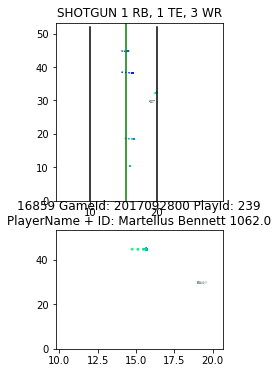 SHOTGUN 1 RB, 1 TE, 3 WR
50
40
30
20
10
0
10 20
16859 GameId: 2017092800 PlayId: 239
PlayerName + ID: Martellus Bennett 1062.0
40
20
0
10.0 12.5 15.0 17.5 20.0